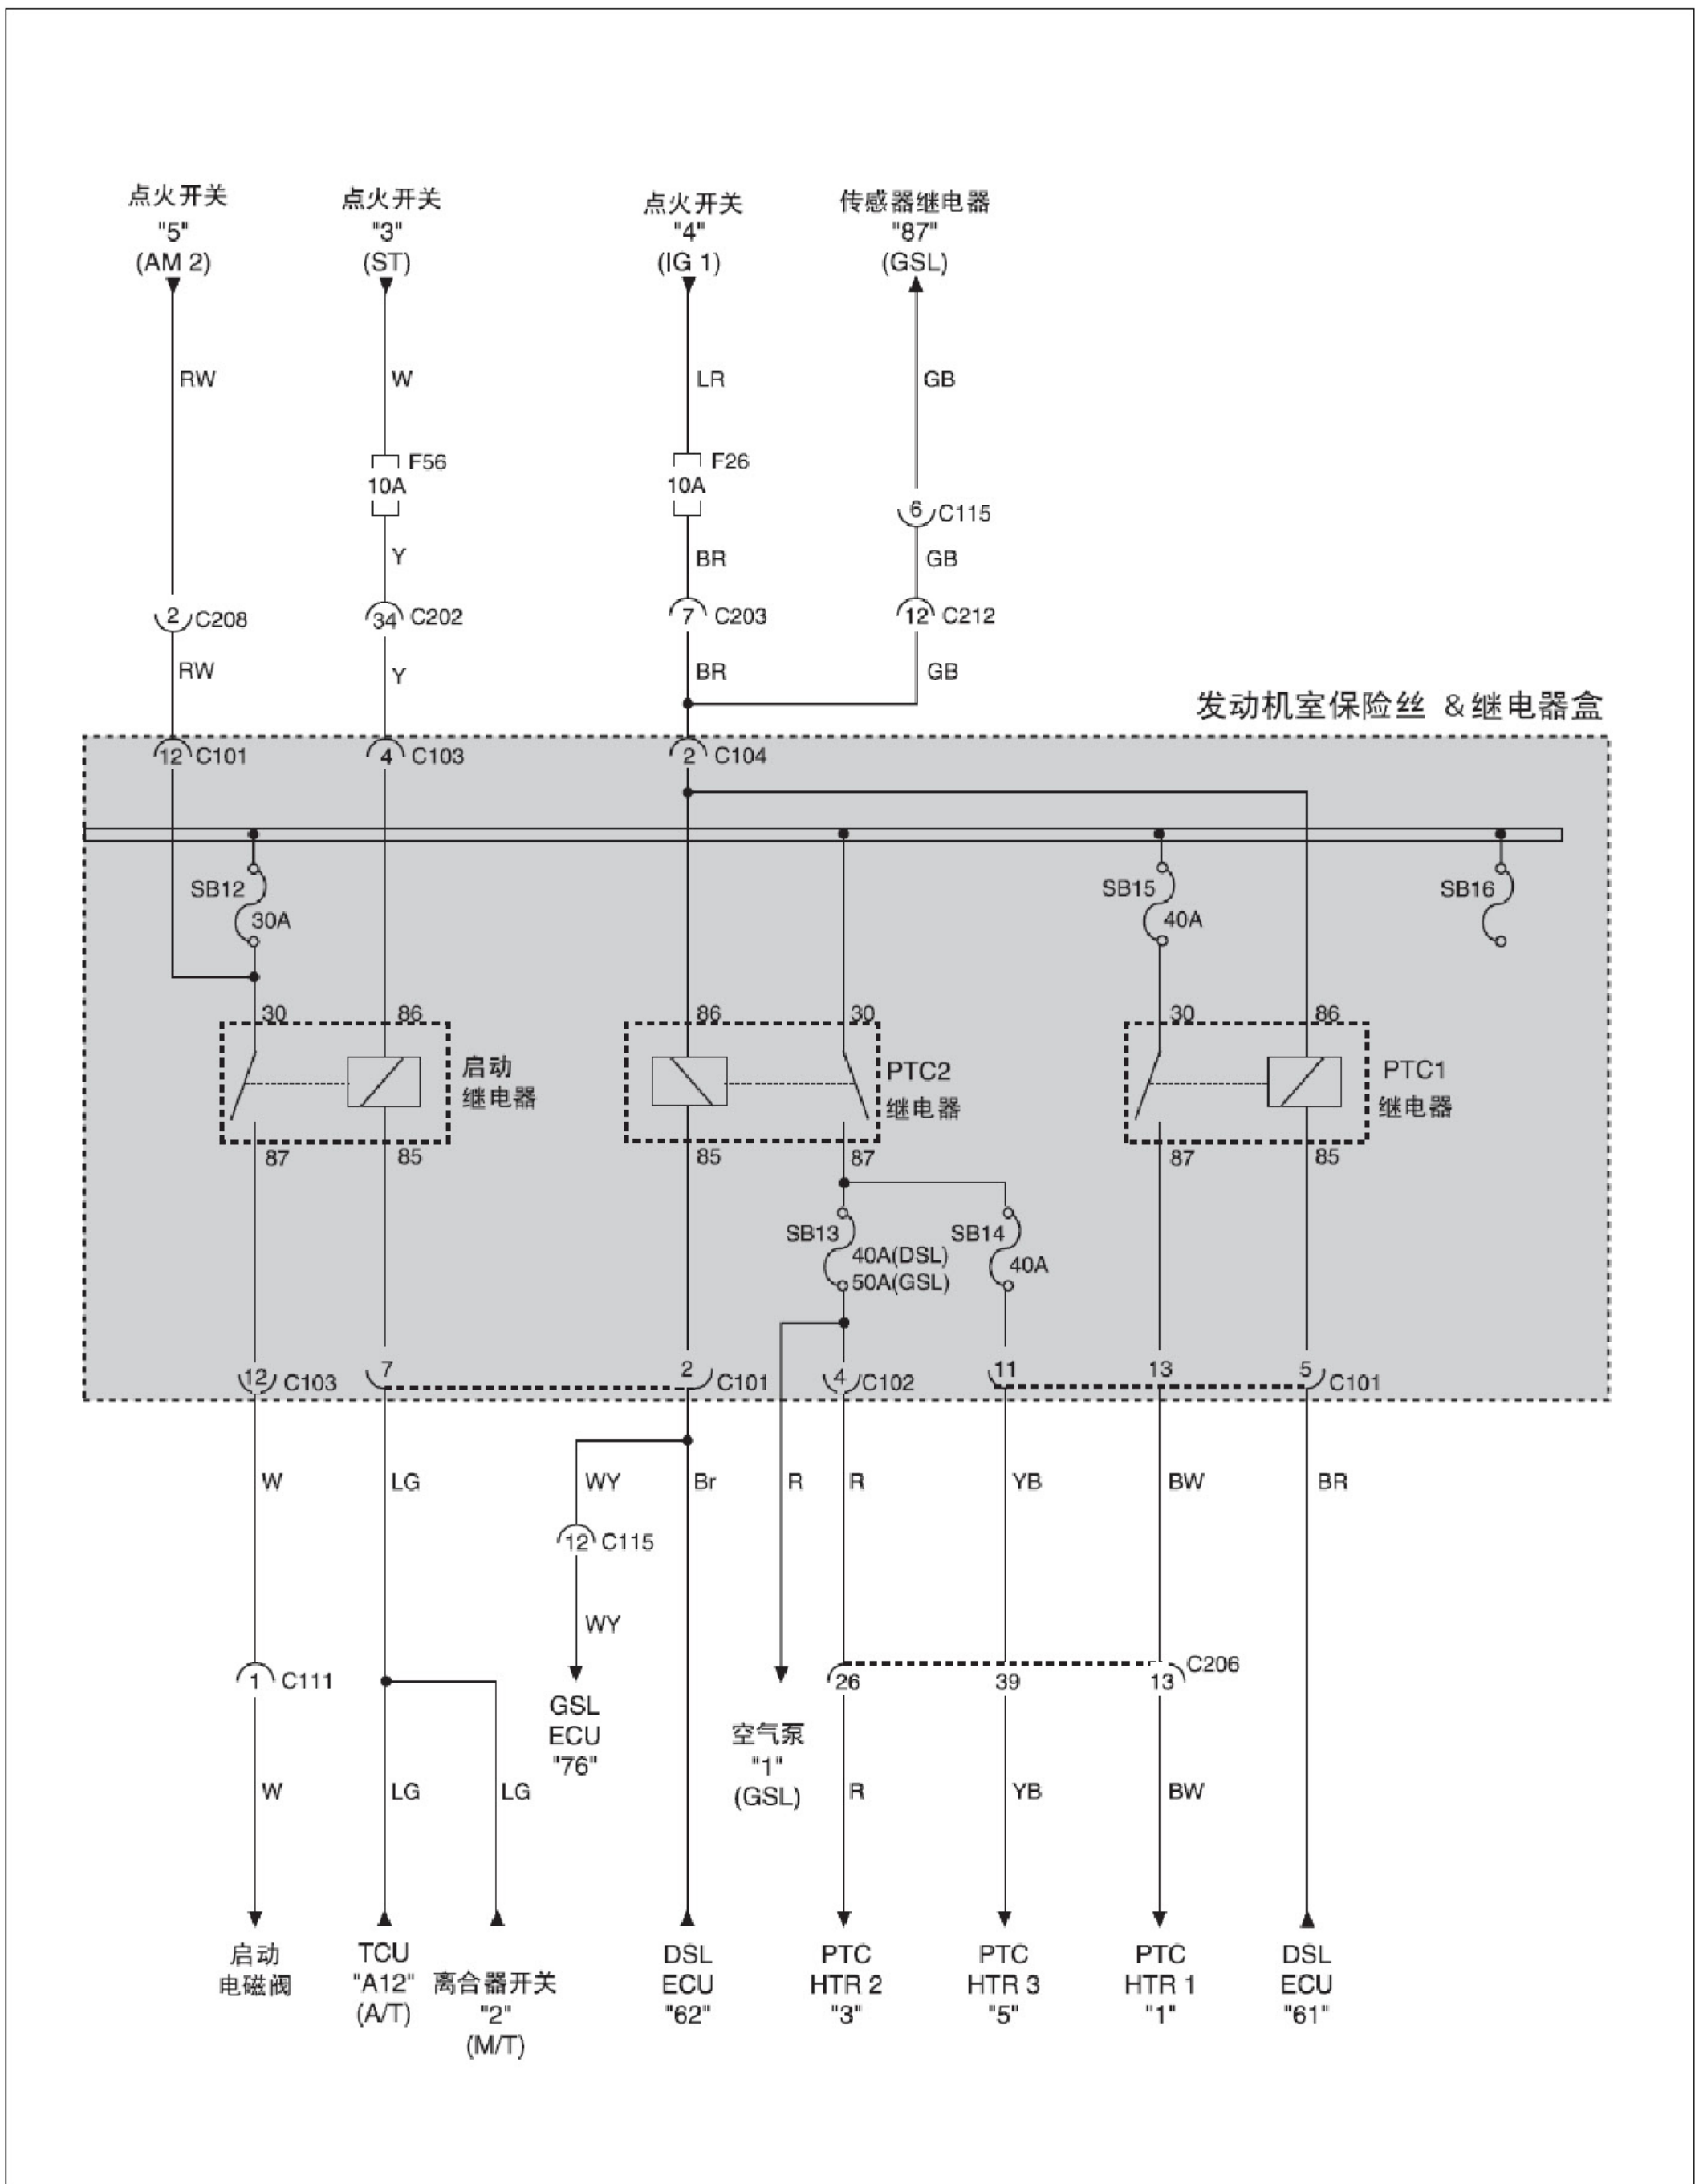 点火开关
"5"
(AM 2)
点火开关
"3"
(ST)
点火开关
"4"
(IG 1)
传感器继电器
"87"
(GSL)
RW
W
LR
GB
F56
10A
F26
10A
6 C115
Y
BR
GB
2 C208
34 C202
7 C203
12 C212
RW
Y
BR
GB
发动机室保险丝 &继电器盒
12 C101
4 C103
2 C104
SB12
30A
SB15
40A
SB16
30
86
86
30
30
86
启动
继电器
PTC2
继电器
PTC1
继电器
87
85
85
87
87
85
SB13
40A(DSL)
50A(GSL)
SB14
40A
12 C103
7
2 C101
4 C102
11
13
5 C101
W
LG
WY
Br
R
R
YB
BW
BR
12 C115
WY
1 C111
GSL
ECU
"76"
空气泵
"1"
(GSL)
26
39
13
C206
W
LG
LG
R
YB
BW
启动
电磁阀
TCU
"A12"
(A/T)
离合器开关
"2"
(M/T)
DSL
ECU
"62"
PTC
HTR 2
"3"
PTC
HTR 3
"5"
PTC
HTR 1
"1"
DSL
ECU
"61"